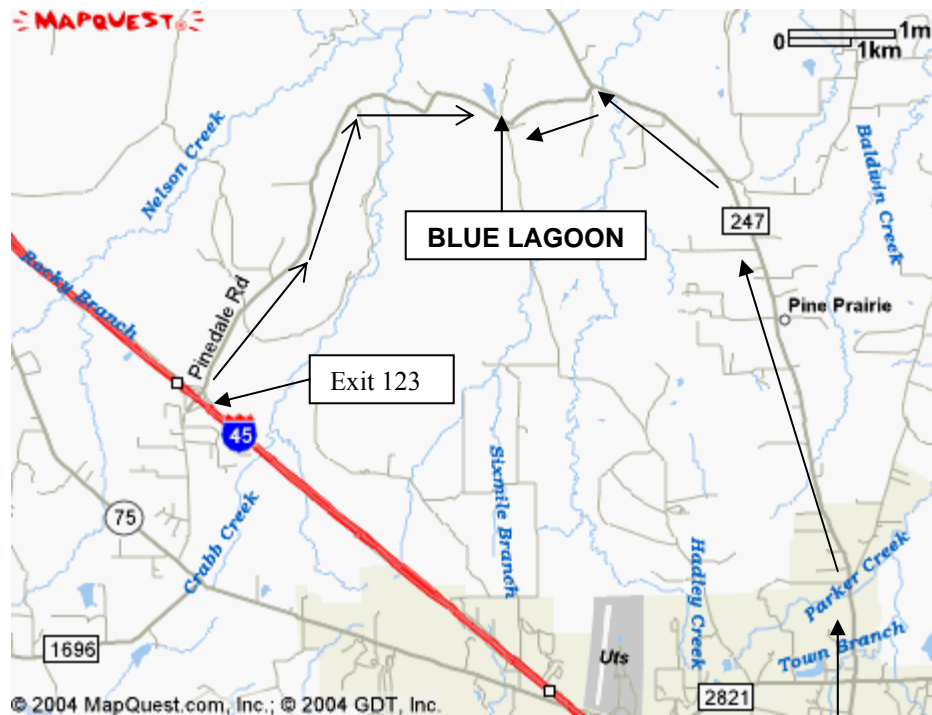 MAPQUEST
0 1m
1km
Nelson Creek
Baldwin Creek
247
BLUE LAGOON
Rocky Branch
Pinedale Rd
Pine Prairie
Exit 123
45
Sixmile Branch
75
Crabb Creek
Hadley Creek
Parker Creek
Town Branch
1696
Uts
2821
© 2004 MapQuest.com, Inc.; © 2004 GDT, Inc.